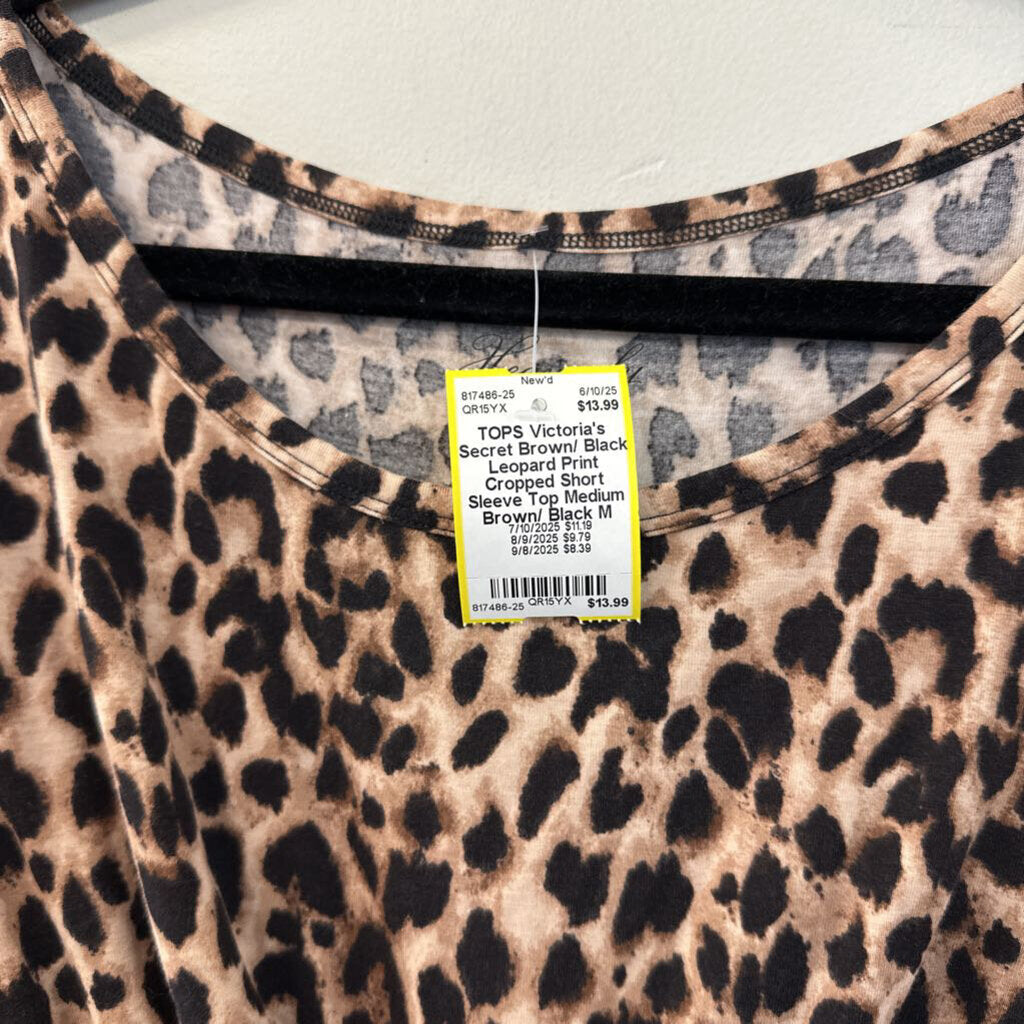 New'd
817486-25 6/10/25
QR15YX $13.99
TOPS Victoria's
Secret Brown/ Black
Leopard Print
Cropped Short
Sleeve Top Medium
Brown/ Black M
7/10/2025 $11.19
8/9/2025 $9.79
9/8/2025 $8.39
817486-25 QR15YX $13.99